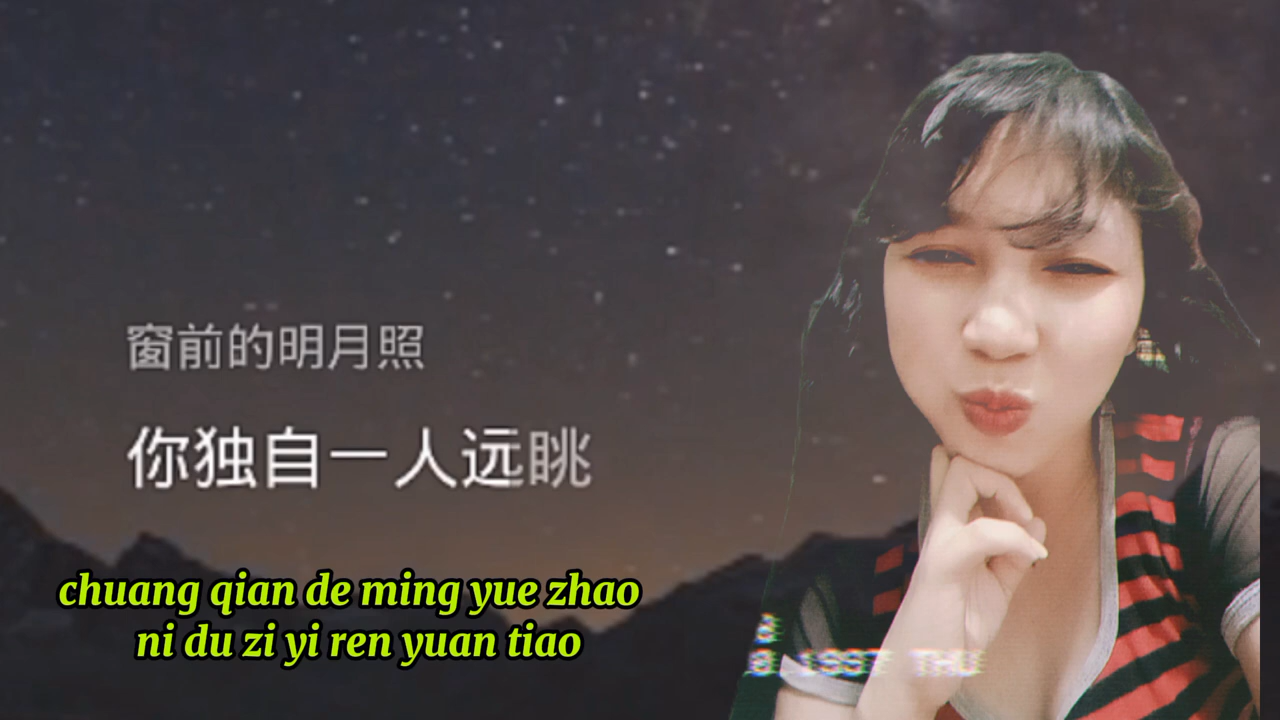 窗前的明月照
你独自一人远眺
chuang qian de ming yue zhao
ni du zi yi ren yuan tiao
THU